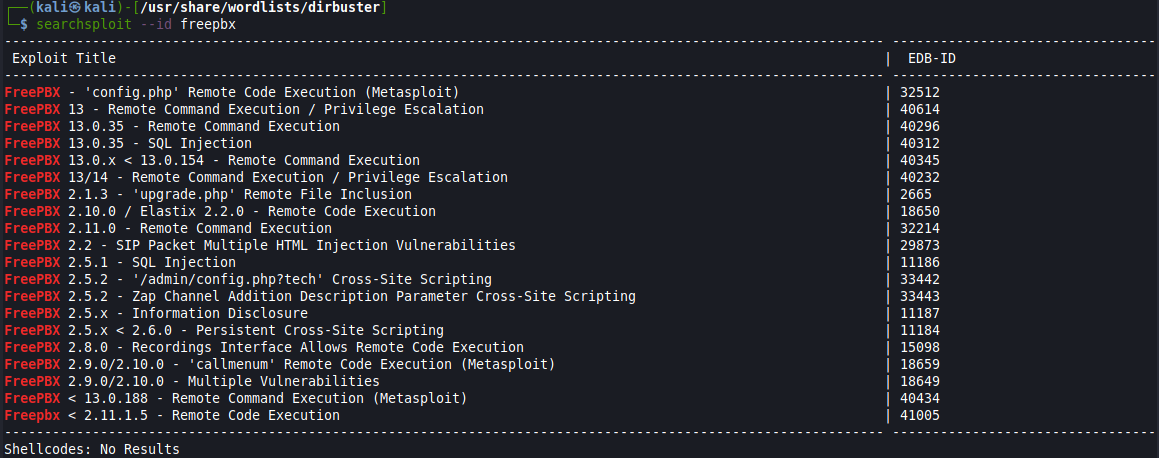 ┌──(kali㉿kali)-[/usr/share/wordlists/dirbuster]
└─$ searchsploit --id freepbx
Exploit Title | EDB-ID
FreePBX - 'config.php' Remote Code Execution (Metasploit) | 32512
FreePBX 13 - Remote Command Execution / Privilege Escalation | 40614
FreePBX 13.0.35 - Remote Command Execution | 40296
FreePBX 13.0.35 - SQL Injection | 40312
FreePBX 13.0.x < 13.0.154 - Remote Command Execution | 40345
FreePBX 13/14 - Remote Command Execution / Privilege Escalation | 40232
FreePBX 2.1.3 - 'upgrade.php' Remote File Inclusion | 2665
FreePBX 2.10.0 / Elastix 2.2.0 - Remote Code Execution | 18650
FreePBX 2.11.0 - Remote Command Execution | 32214
FreePBX 2.2 - SIP Packet Multiple HTML Injection Vulnerabilities | 29873
FreePBX 2.5.1 - SQL Injection | 11186
FreePBX 2.5.2 - '/admin/config.php?tech' Cross-Site Scripting | 33442
FreePBX 2.5.2 - Zap Channel Addition Description Parameter Cross-Site Scripting | 33443
FreePBX 2.5.x - Information Disclosure | 11187
FreePBX 2.5.x < 2.6.0 - Persistent Cross-Site Scripting | 11184
FreePBX 2.8.0 - Recordings Interface Allows Remote Code Execution | 15098
FreePBX 2.9.0/2.10.0 - 'callmenum' Remote Code Execution (Metasploit) | 18659
FreePBX 2.9.0/2.10.0 - Multiple Vulnerabilities | 18649
FreePBX < 13.0.188 - Remote Command Execution (Metasploit) | 40434
Freepbx < 2.11.1.5 - Remote Code Execution | 41005
Shellcodes: No Results